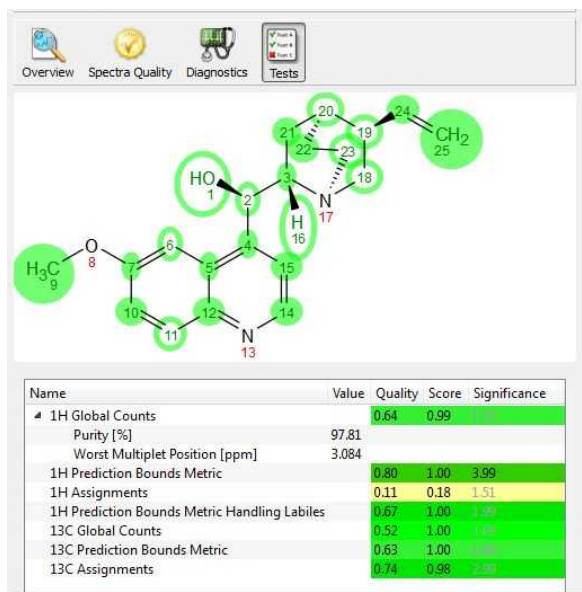 Overview Spectra Quality Diagnostics Tests
20
24
21
19
CH₂
25
22
23
HO
1
3
18
2
N
17
H
16
O
8
6
4
H₃C
9
7
5
15
10
12
14
11
N
13
Name Value Quality Score Significance
1H Global Counts 0.64 0.99
Purity [%] 97.81
Worst Multiplet Position [ppm] 3.084
1H Prediction Bounds Metric 0.80 1.00 3.99
1H Assignments 0.11 0.18 1.51
1H Prediction Bounds Metric Handling Labiles 0.67 1.00
13C Global Counts 0.52 1.00
13C Prediction Bounds Metric 0.63 1.00
13C Assignments 0.74 0.98